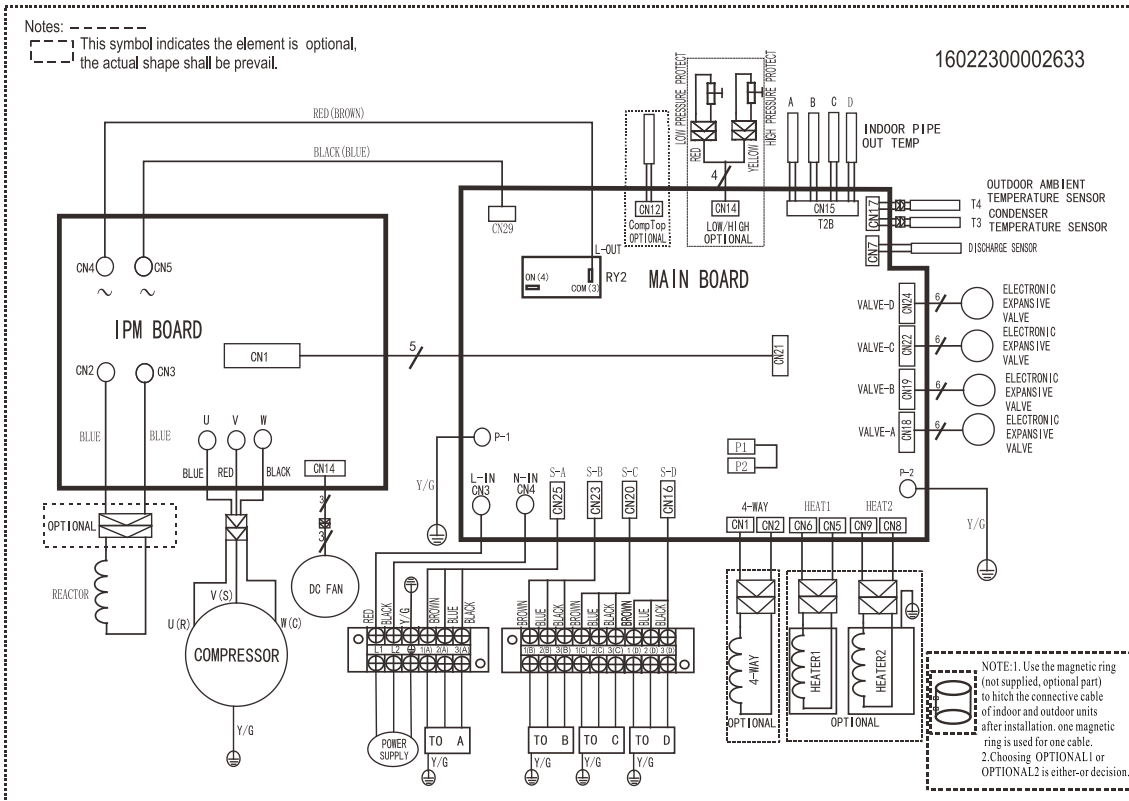 Notes:
This symbol indicates the element is optional,
the actual shape shall be prevail.
16022300002633
RED(BROWN)
BLACK(BLUE)
LOW PRESSURE PROTECT
HIGH PRESSURE PROTECT
RED
YELLOW
4
CN12
CompTop
OPTIONAL
CN14
LOW/HIGH
OPTIONAL
A B C D
INDOOR PIPE
OUT TEMP
CN15
T2B
CN17
T4
OUTDOOR AMBIENT
TEMPERATURE SENSOR
T3
CONDENSER
TEMPERATURE SENSOR
CN7
DISCHARGE SENSOR
CN29
L-OUT
ON (4)
COM (3)
RY2
MAIN BOARD
CN4
CN5
~
~
IPM BOARD
CN1
5
CN21
CN2
CN3
BLUE
BLUE
U V W
BLUE
RED
BLACK
CN14
3
3
DC FAN
OPTIONAL
REACTOR
V(S)
U(R)
W(C)
COMPRESSOR
Y/G
VALVE-D
CN24
6
ELECTRONIC
EXPANSIVE
VALVE
VALVE-C
CN22
6
ELECTRONIC
EXPANSIVE
VALVE
VALVE-B
CN19
6
ELECTRONIC
EXPANSIVE
VALVE
VALVE-A
CN18
6
ELECTRONIC
EXPANSIVE
VALVE
P-1
Y/G
P1
P2
P-2
Y/G
L-IN
CN3
N-IN
CN4
S-A
CN25
S-B
CN23
S-C
CN20
S-D
CN16
4-WAY
CN1 CN2
HEAT1
CN6 CN5
HEAT2
CN9 CN8
RED
BLACK
Y/G
BROWN
BLUE
BLACK
L1 L2 1(A) 2(A) 3(A)
BROWN
BLUE
BLACK
BLUE
BLACK
BROWN
BLUE
BLACK
1(B) 2(B) 3(B) 1(C) 2(C) 3(C) 1(D) 2(D) 3(D)
POWER
SUPPLY
TO A
Y/G
TO B
Y/G
TO C
Y/G
TO D
Y/G
4-WAY
OPTIONAL
HEATER1
HEATER2
OPTIONAL
NOTE:1. Use the magnetic ring
(not supplied, optional part)
to hitch the connective cable
of indoor and outdoor units
after installation. one magnetic
ring is used for one cable.
2.Choosing OPTIONAL1 or
OPTIONAL2 is either-or decision.